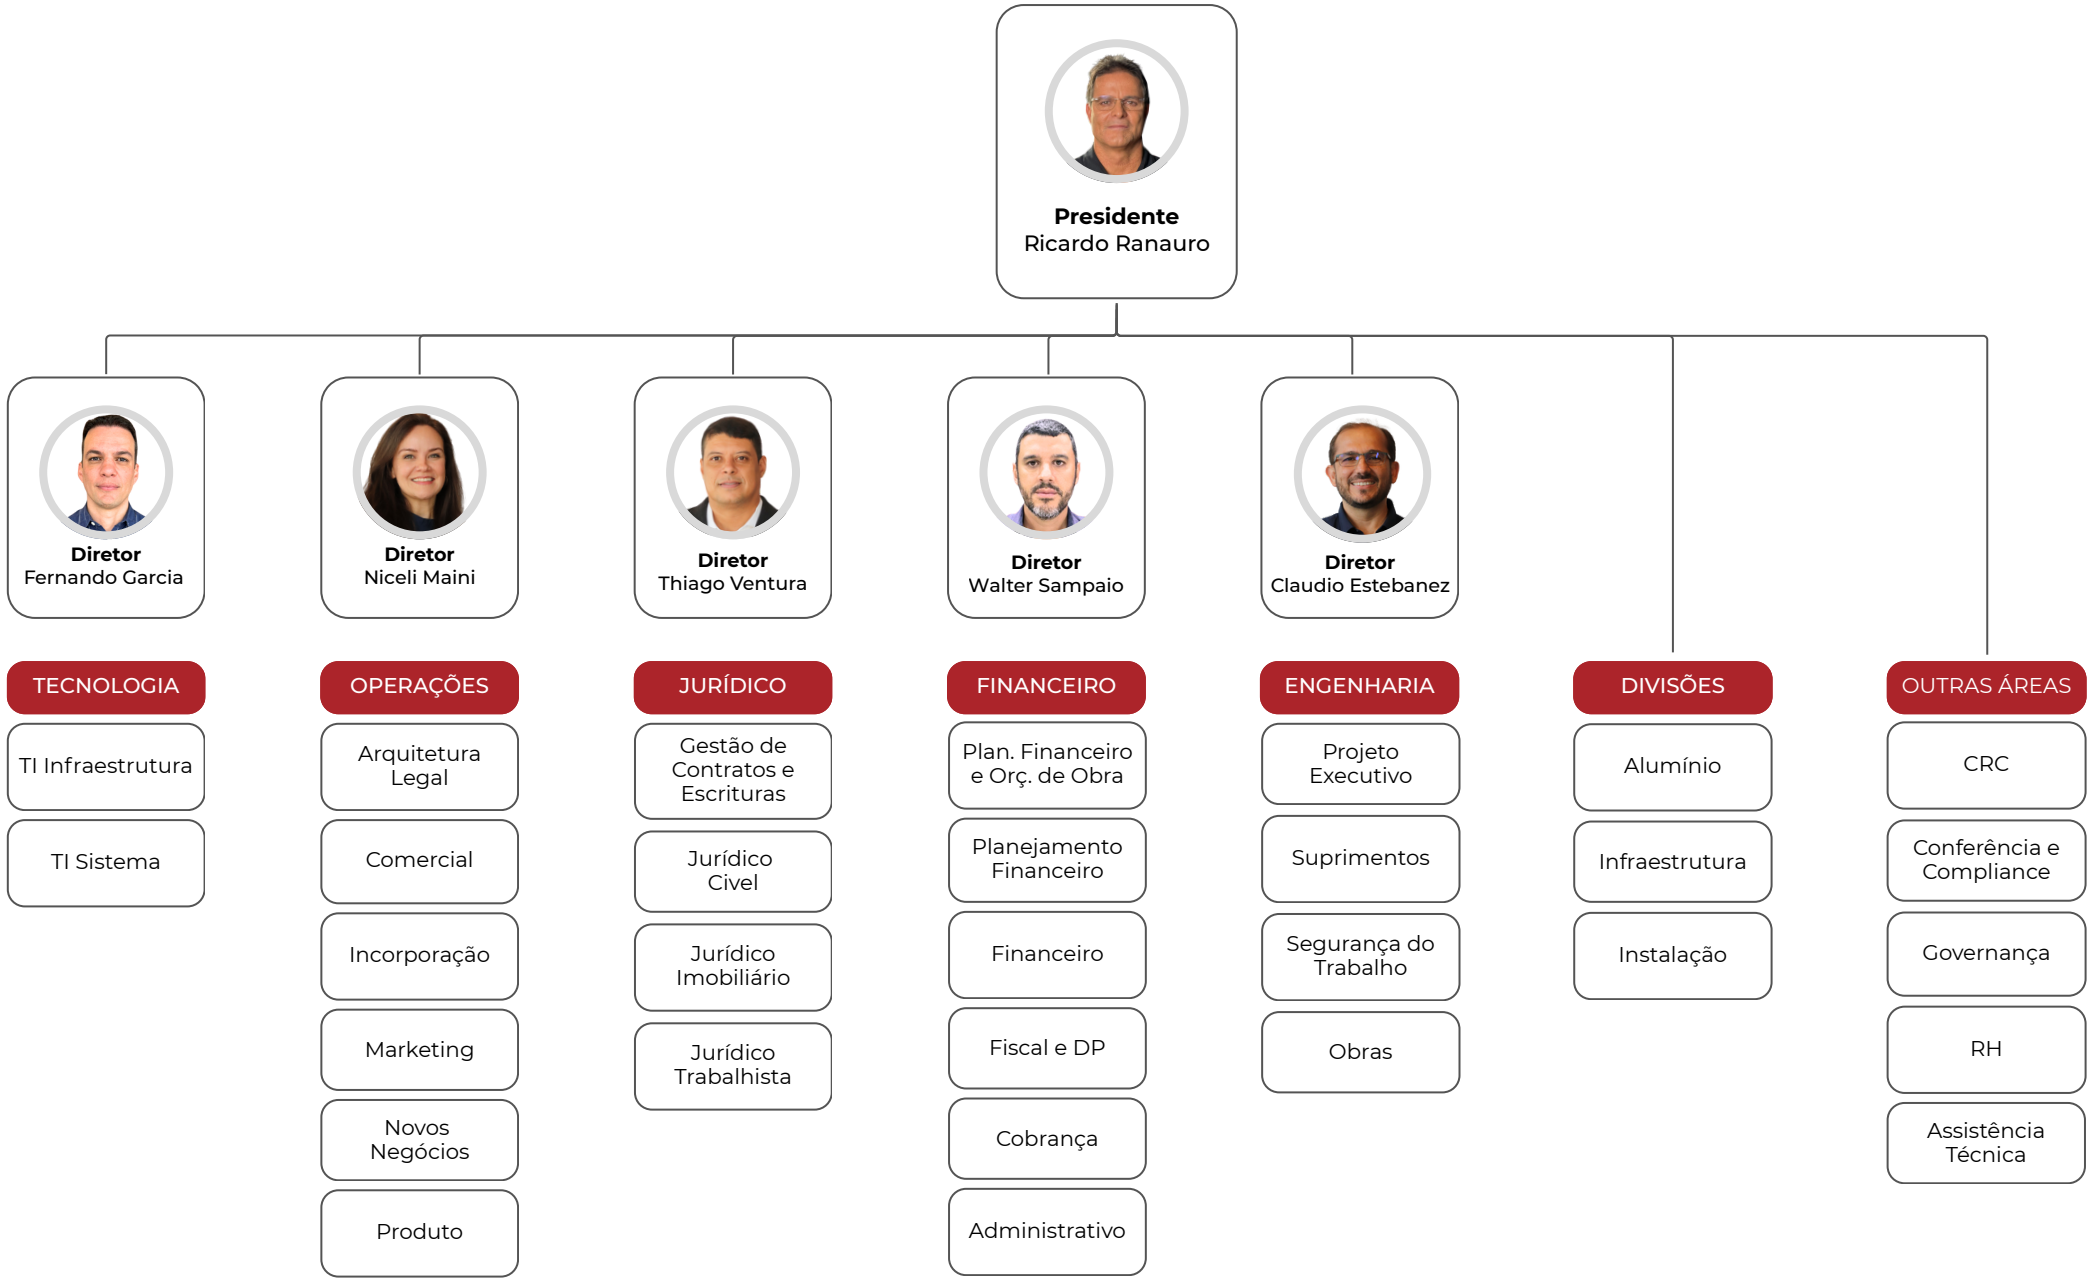 Presidente
Ricardo Ranauro
Diretor
Fernando Garcia
Diretor
Niceli Maini
Diretor
Thiago Ventura
Diretor
Walter Sampaio
Diretor
Claudio Estebanez
TECNOLOGIA
TI Infraestrutura
TI Sistema
OPERAÇÕES
Arquitetura
Legal
Comercial
Incorporação
Marketing
Novos
Negócios
Produto
JURÍDICO
Gestão de
Contratos e
Escrituras
Jurídico
Civel
Jurídico
Imobiliário
Jurídico
Trabalhista
FINANCEIRO
Plan. Financeiro
e Orç. de Obra
Planejamento
Financeiro
Financeiro
Fiscal e DP
Cobrança
Administrativo
ENGENHARIA
Projeto
Executivo
Suprimentos
Segurança do
Trabalho
Obras
DIVISÕES
Alumínio
Infraestrutura
Instalação
OUTRAS ÁREAS
CRC
Conferência e
Compliance
Governança
RH
Assistência
Técnica